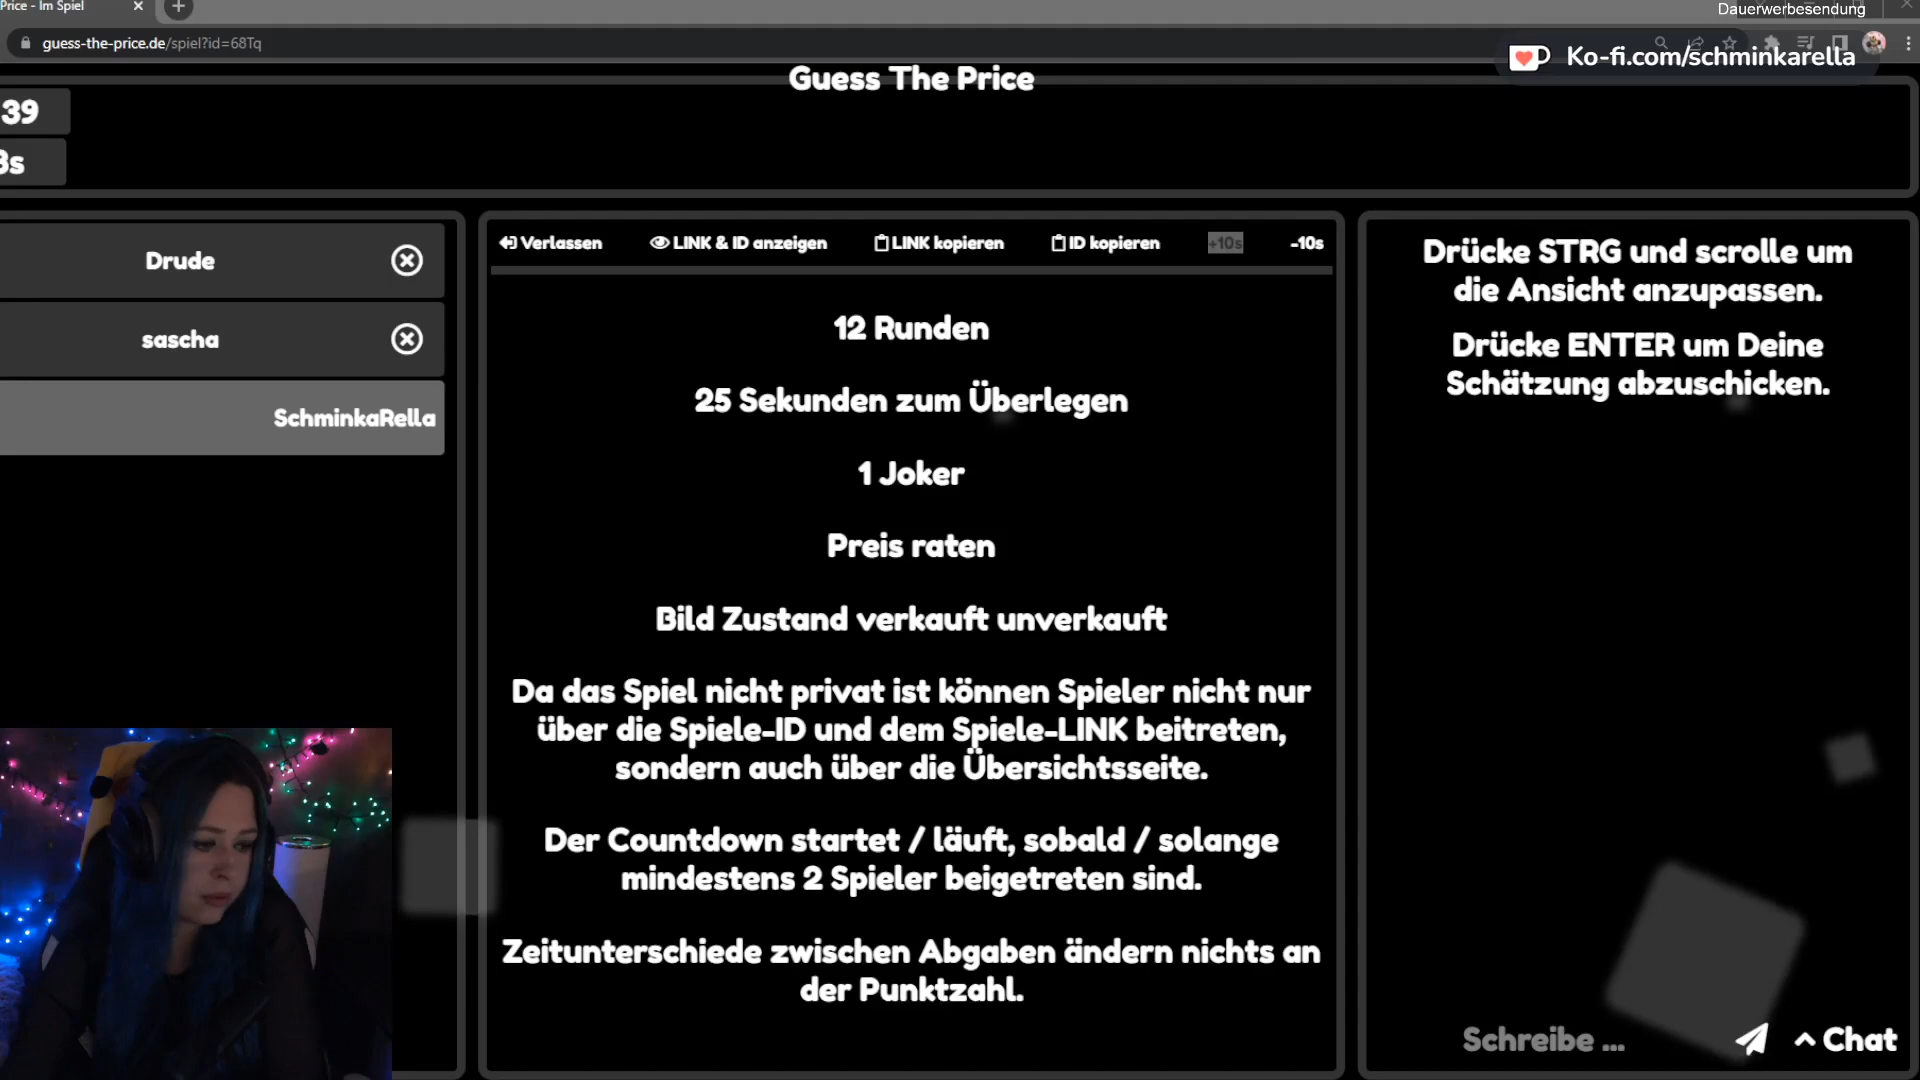 Price - Im Spiel
Dauerwerbesendung
guess-the-price.de/spiel?id=68Tq
Ko-fi.com/schminkarella
Guess The Price
39
3s
Drude
sascha
SchminkaRella
Verlassen
LINK & ID anzeigen
LINK kopieren
ID kopieren
+10s
-10s
12 Runden
25 Sekunden zum Überlegen
1 Joker
Preis raten
Bild Zustand verkauft unverkauft
Da das Spiel nicht privat ist können Spieler nicht nur
über die Spiele-ID und dem Spiele-LINK beitreten,
sondern auch über die Übersichtsseite.
Der Countdown startet / läuft, sobald / solange
mindestens 2 Spieler beigetreten sind.
Zeitunterschiede zwischen Abgaben ändern nichts an
der Punktzahl.
Drücke STRG und scrolle um
die Ansicht anzupassen.
Drücke ENTER um Deine
Schätzung abzuschicken.
Schreibe ...
Chat